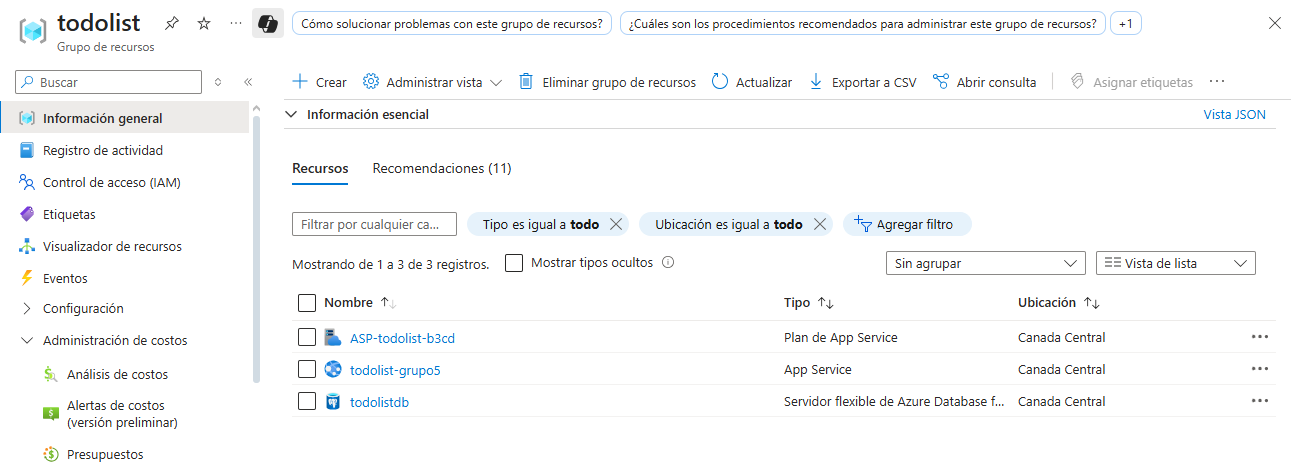 todolist
Grupo de recursos
Cómo solucionar problemas con este grupo de recursos?
¿Cuáles son los procedimientos recomendados para administrar este grupo de recursos?
+1
Buscar
Crear
Administrar vista
Eliminar grupo de recursos
Actualizar
Exportar a CSV
Abrir consulta
Asignar etiquetas
Información general
Registro de actividad
Control de acceso (IAM)
Etiquetas
Visualizador de recursos
Eventos
Configuración
Administración de costos
Análisis de costos
Alertas de costos
(versión preliminar)
Presupuestos
Información esencial
Vista JSON
Recursos
Recomendaciones (11)
Filtrar por cualquier ca...
Tipo es igual a todo
Ubicación es igual a todo
Agregar filtro
Mostrando de 1 a 3 de 3 registros.
Mostrar tipos ocultos
Sin agrupar
Vista de lista
Nombre Tipo Ubicación
ASP-todolist-b3cd Plan de App Service Canada Central
todolist-grupo5 App Service Canada Central
todolistdb Servidor flexible de Azure Database f... Canada Central